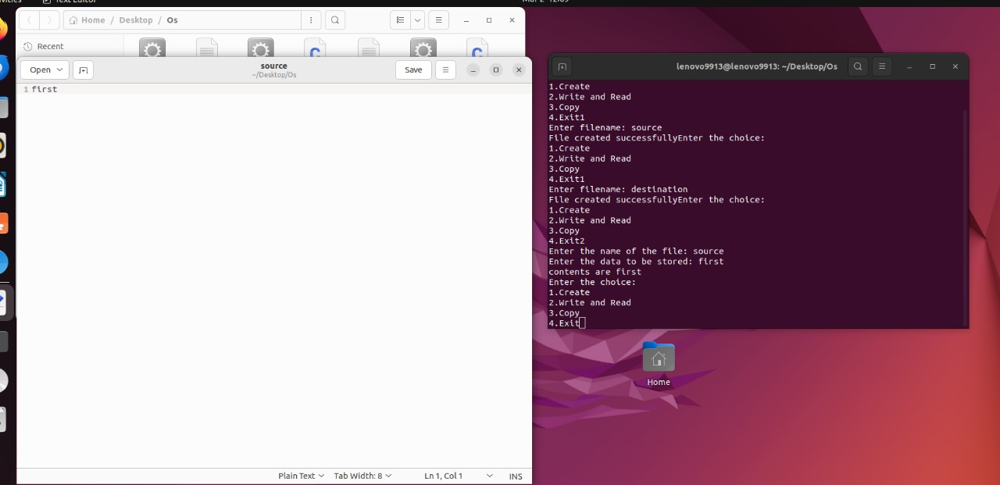 Home / Desktop / Os
Recent
Open
source
~/Desktop/Os
Save
1 first
Plain Text
Tab Width: 8
Ln 1, Col 1
INS
lenovo9913@lenovo9913: ~/Desktop/Os
1.Create
2.Write and Read
3.Copy
4.Exit1
Enter filename: source
File created successfullyEnter the choice:
1.Create
2.Write and Read
3.Copy
4.Exit1
Enter filename: destination
File created successfullyEnter the choice:
1.Create
2.Write and Read
3.Copy
4.Exit2
Enter the name of the file: source
Enter the data to be stored: first
contents are first
Enter the choice:
1.Create
2.Write and Read
3.Copy
4.Exit
Home